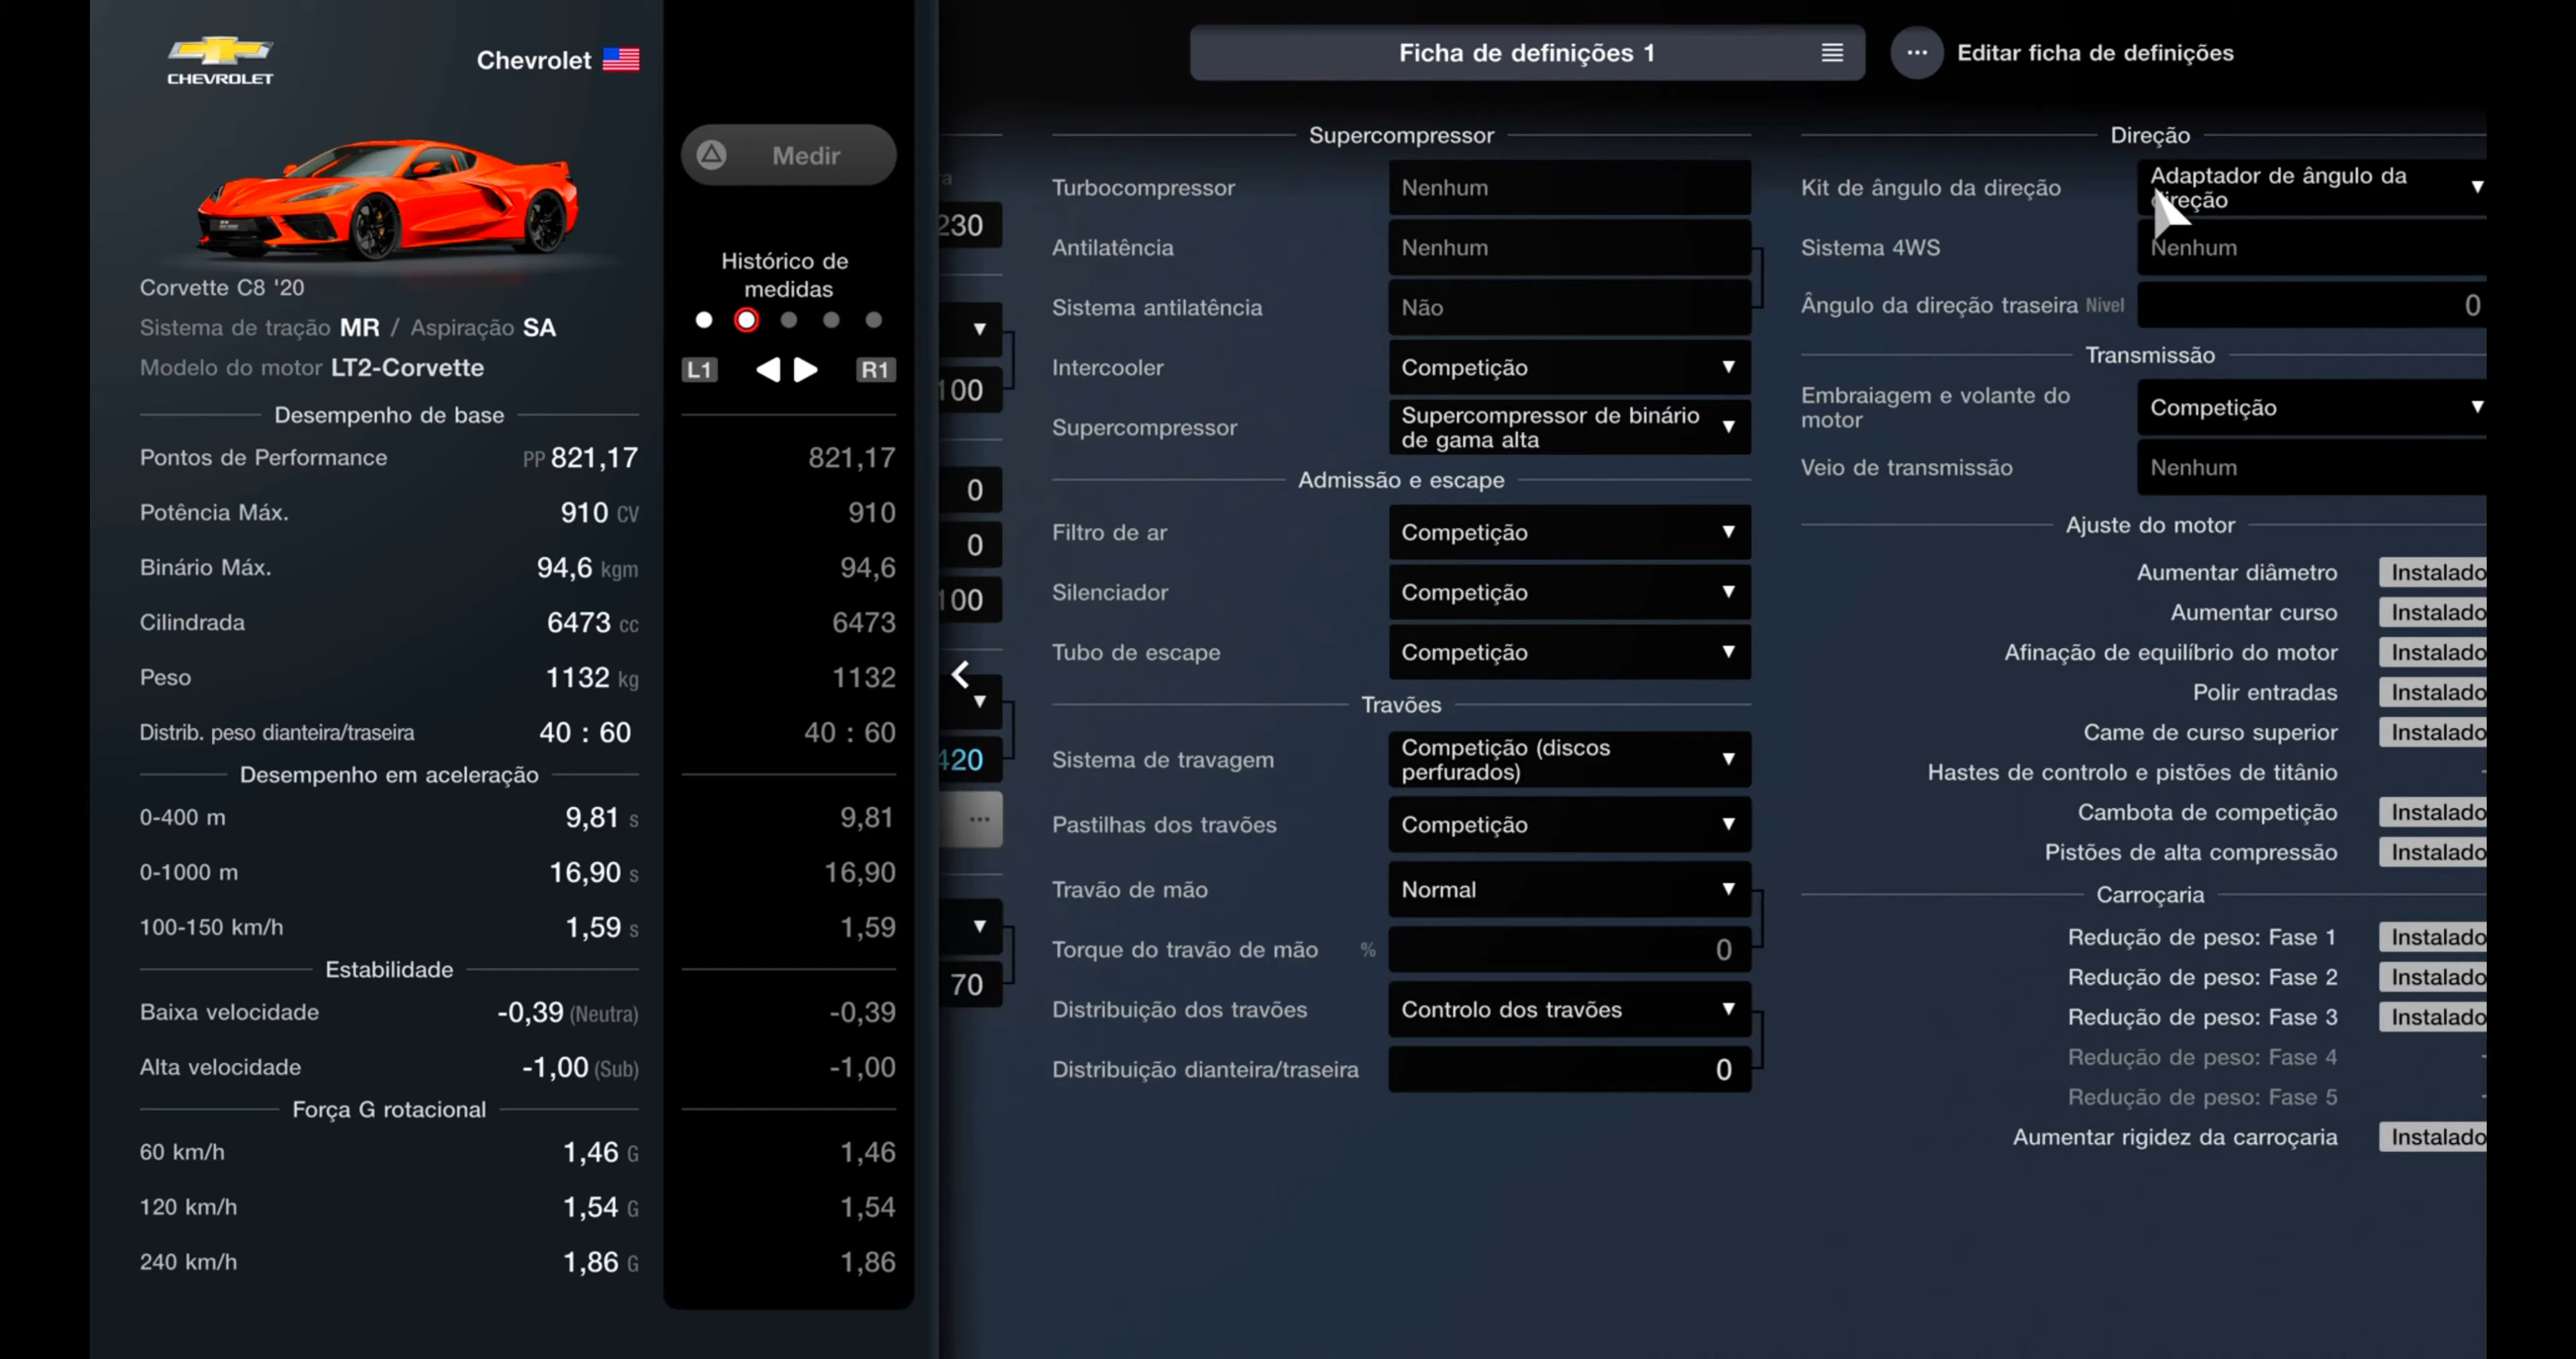 CHEVROLET
Chevrolet
Corvette C8 '20
Sistema de tração MR / Aspiração SA
Modelo do motor LT2-Corvette
Desempenho de base
Pontos de Performance PP 821,17
Potência Máx. 910 CV
Binário Máx. 94,6 kgm
Cilindrada 6473 cc
Peso 1132 kg
Distrib. peso dianteira/traseira 40 : 60
Desempenho em aceleração
0-400 m 9,81 s
0-1000 m 16,90 s
100-150 km/h 1,59 s
Estabilidade
Baixa velocidade -0,39 (Neutra)
Alta velocidade -1,00 (Sub)
Força G rotacional
60 km/h 1,46 G
120 km/h 1,54 G
240 km/h 1,86 G
Medir
Histórico de
medidas
L1 R1
821,17
910
94,6
6473
1132
40 : 60
9,81
16,90
1,59
-0,39
-1,00
1,46
1,54
1,86
230
100
0
0
100
420
...
70
Ficha de definições 1
... Editar ficha de definições
Supercompressor
Turbocompressor Nenhum
Antilatência Nenhum
Sistema antilatência Não
Intercooler Competição
Supercompressor Supercompressor de binário
de gama alta
Admissão e escape
Filtro de ar Competição
Silenciador Competição
Tubo de escape Competição
Travões
Sistema de travagem Competição (discos
perfurados)
Pastilhas dos travões Competição
Travão de mão Normal
Torque do travão de mão % 0
Distribuição dos travões Controlo dos travões
Distribuição dianteira/traseira 0
Direção
Kit de ângulo da direção Adaptador de ângulo da
direção
Sistema 4WS Nenhum
Ângulo da direção traseira Nível 0
Transmissão
Embraiagem e volante do
motor Competição
Veio de transmissão Nenhum
Ajuste do motor
Aumentar diâmetro Instalado
Aumentar curso Instalado
Afinação de equilíbrio do motor Instalado
Polir entradas Instalado
Came de curso superior Instalado
Hastes de controlo e pistões de titânio -
Cambota de competição Instalado
Pistões de alta compressão Instalado
Carroçaria
Redução de peso: Fase 1 Instalado
Redução de peso: Fase 2 Instalado
Redução de peso: Fase 3 Instalado
Redução de peso: Fase 4 -
Redução de peso: Fase 5 -
Aumentar rigidez da carroçaria Instalado